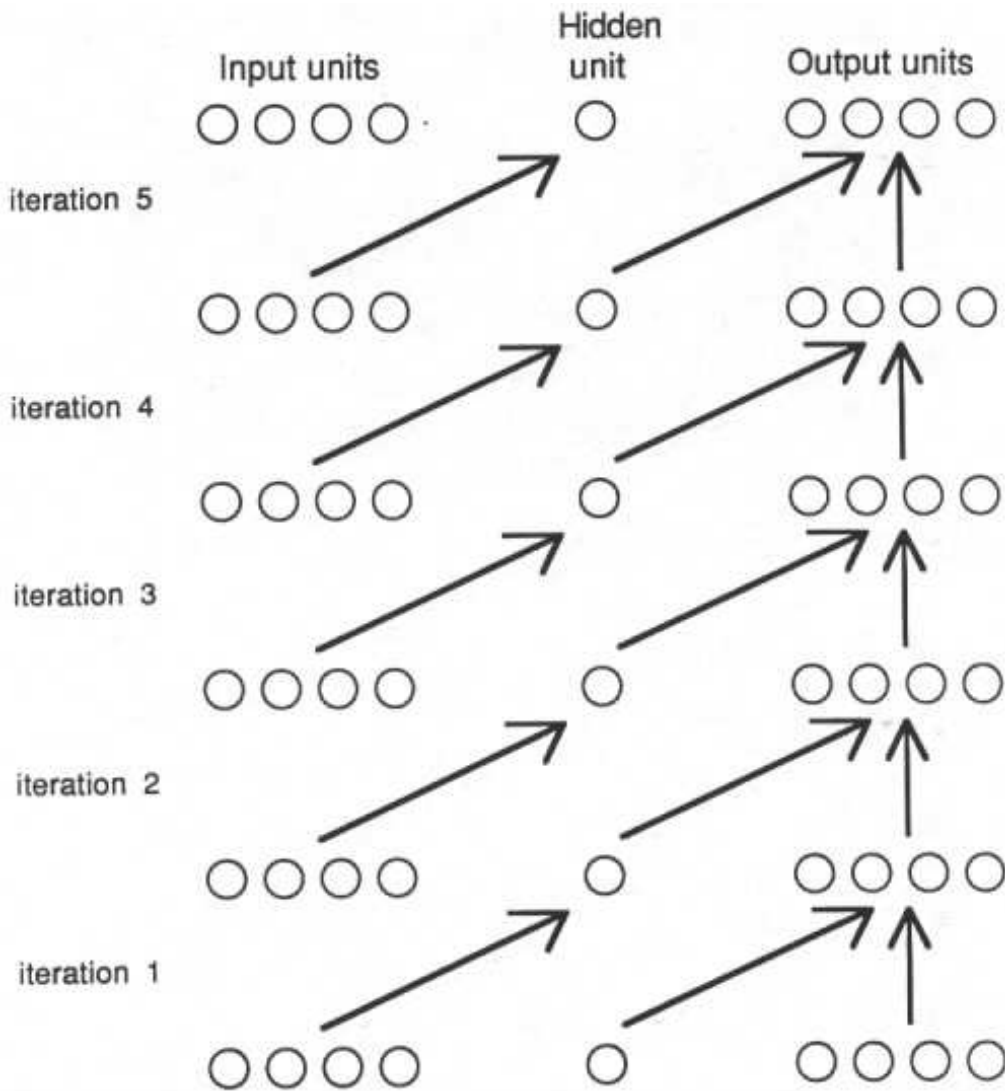 Hidden
Input units unit Output units
iteration 5
iteration 4
iteration 3
iteration 2
iteration 1